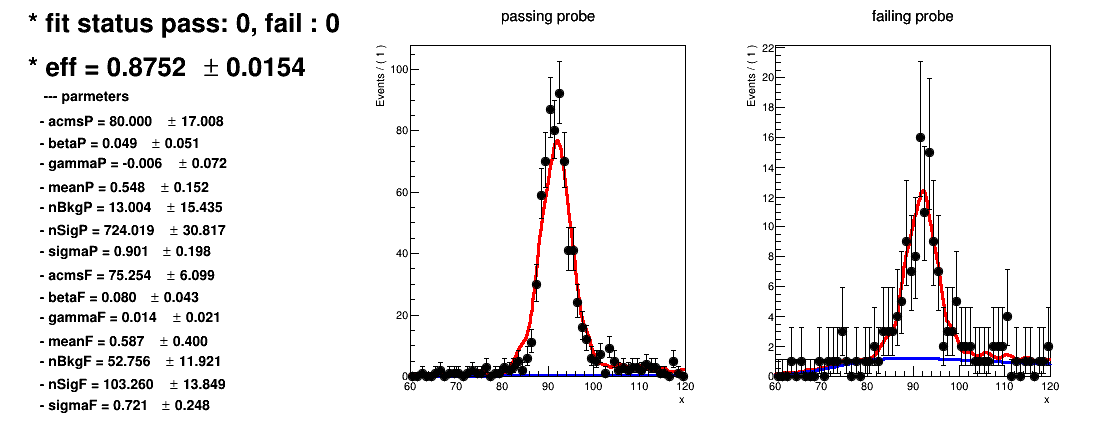 * fit status pass: 0, fail : 0
* eff = 0.8752 ± 0.0154
--- parmeters
- acmsP = 80.000 ± 17.008
- betaP = 0.049 ± 0.051
- gammaP = -0.006 ± 0.072
- meanP = 0.548 ± 0.152
- nBkgP = 13.004 ± 15.435
- nSigP = 724.019 ± 30.817
- sigmaP = 0.901 ± 0.198
- acmsF = 75.254 ± 6.099
- betaF = 0.080 ± 0.043
- gammaF = 0.014 ± 0.021
- meanF = 0.587 ± 0.400
- nBkgF = 52.756 ± 11.921
- nSigF = 103.260 ± 13.849
- sigmaF = 0.721 ± 0.248
passing probe
Events / ( 1 )
100
80
60
40
20
0
60 70 80 90 100 110 120
x
failing probe
Events / ( 1 )
22
20
18
16
14
12
10
8
6
4
2
0
60 70 80 90 100 110 120
x